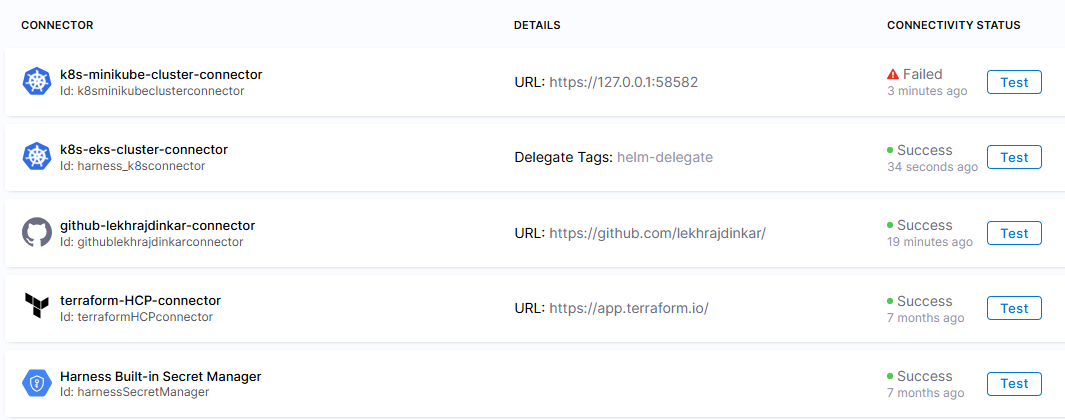 CONNECTOR DETAILS CONNECTIVITY STATUS
k8s-minikube-cluster-connector
Id: k8sminikubeclusterconnector
URL: https://127.0.0.1:58582
Failed
3 minutes ago
Test
k8s-eks-cluster-connector
Id: harness_k8sconnector
Delegate Tags: helm-delegate
Success
34 seconds ago
Test
github-lekhrajdinkar-connector
Id: githublekhrajdinkarconnector
URL: https://github.com/lekhrajdinkar/
Success
19 minutes ago
Test
terraform-HCP-connector
Id: terraformHCPconnector
URL: https://app.terraform.io/
Success
7 months ago
Test
Harness Built-in Secret Manager
Id: harnessSecretManager
Success
7 months ago
Test